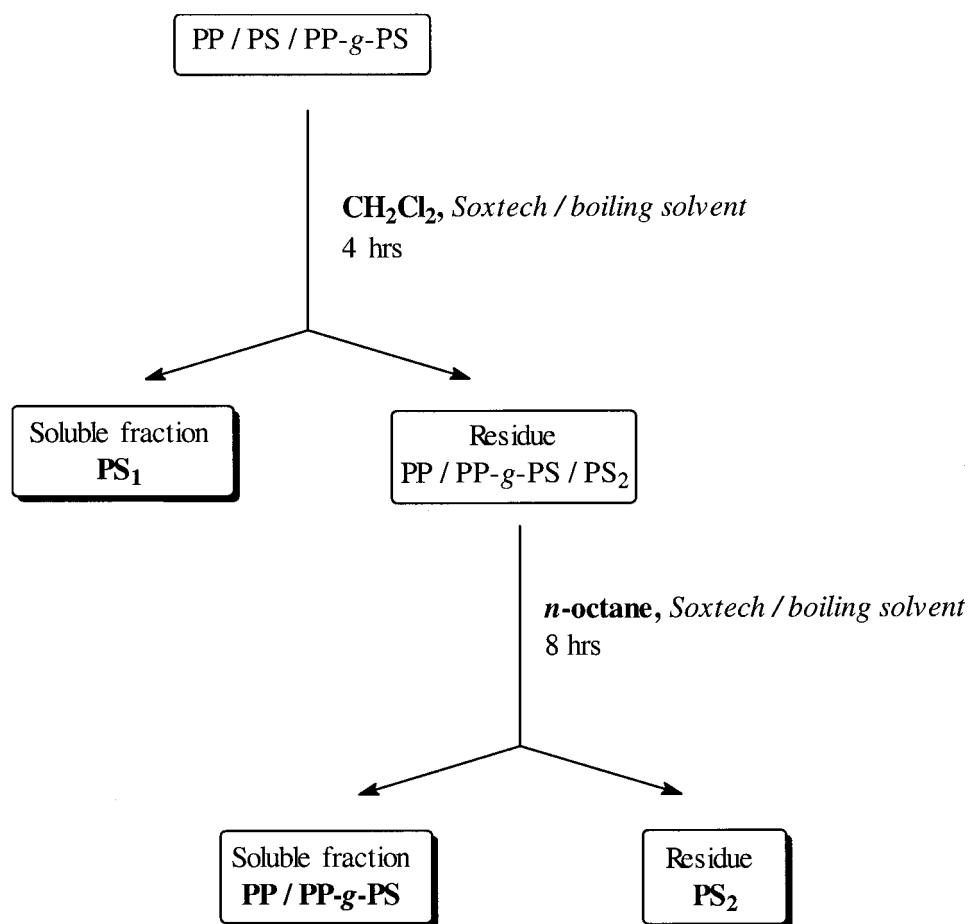 PP / PS / PP-g-PS
CH₂Cl₂, Soxtech / boiling solvent
4 hrs
Soluble fraction
PS₁
Residue
PP / PP-g-PS / PS₂
n-octane, Soxtech / boiling solvent
8 hrs
Soluble fraction
PP / PP-g-PS
Residue
PS₂